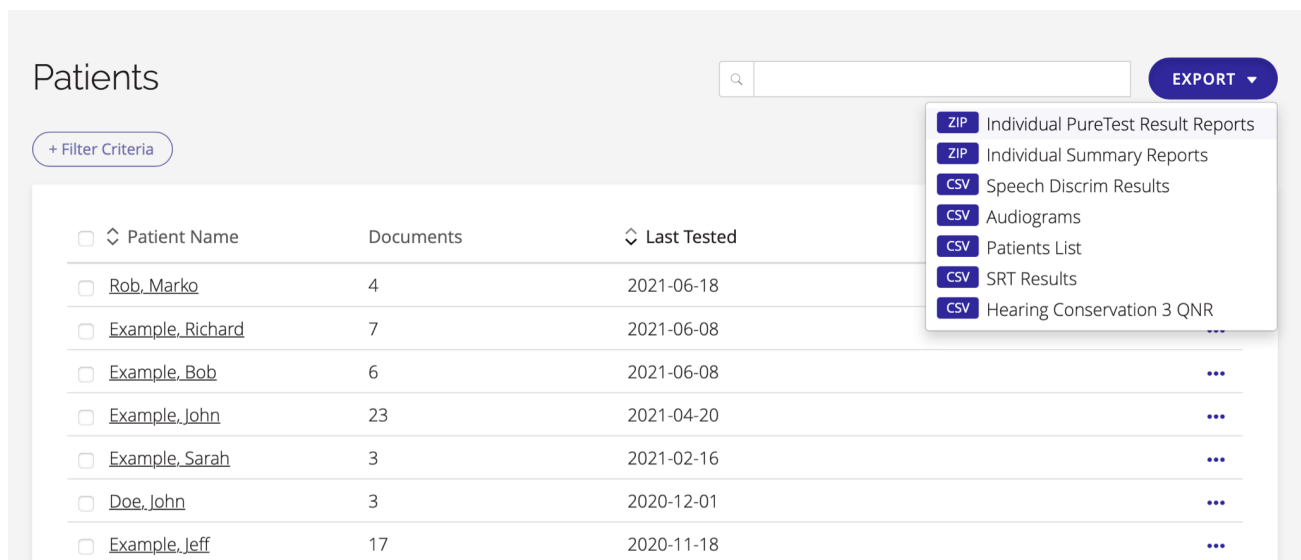 Patients
EXPORT
+ Filter Criteria
ZIP Individual PureTest Result Reports
ZIP Individual Summary Reports
CSV Speech Discrim Results
CSV Audiograms
CSV Patients List
CSV SRT Results
CSV Hearing Conservation 3 QNR
Patient Name Documents Last Tested
Rob, Marko 4 2021-06-18
Example, Richard 7 2021-06-08
Example, Bob 6 2021-06-08
Example, John 23 2021-04-20
Example, Sarah 3 2021-02-16
Doe, John 3 2020-12-01
Example, Jeff 17 2020-11-18